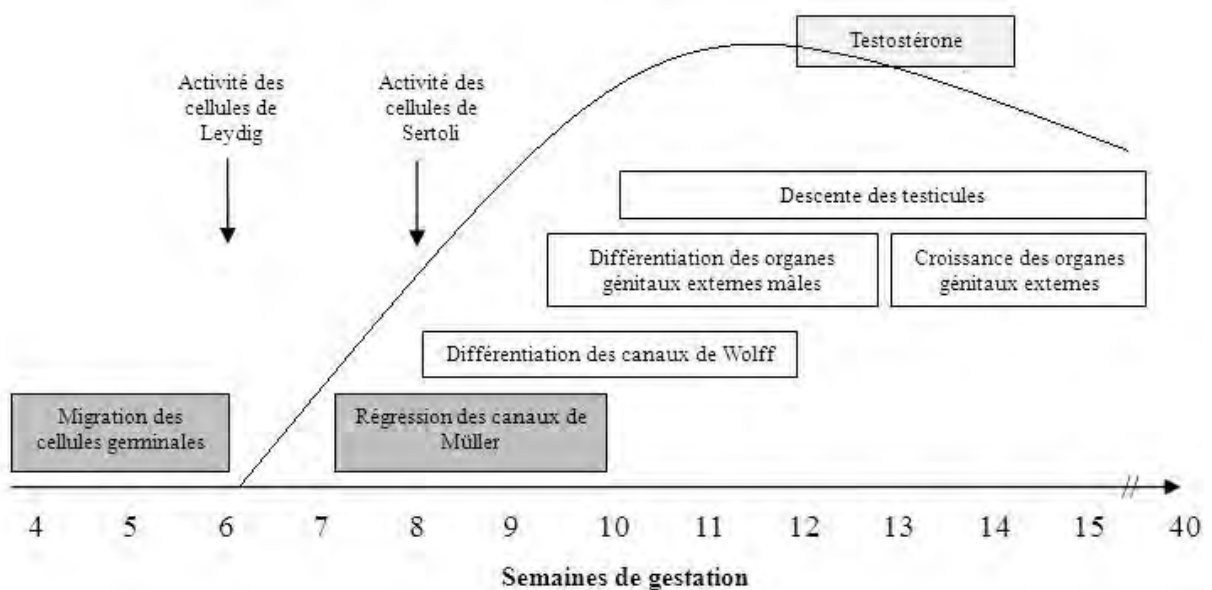 Testostérone
Activité des
cellules de
Leydig
Activité des
cellules de
Sertoli
Descente des testicules
Différentiation des organes
génitaux externes mâles
Croissance des organes
génitaux externes
Différentiation des canaux de Wolff
Migration des
cellules germinales
Régression des canaux de
Müller
4 5 6 7 8 9 10 11 12 13 14 15 // 40
Semaines de gestation